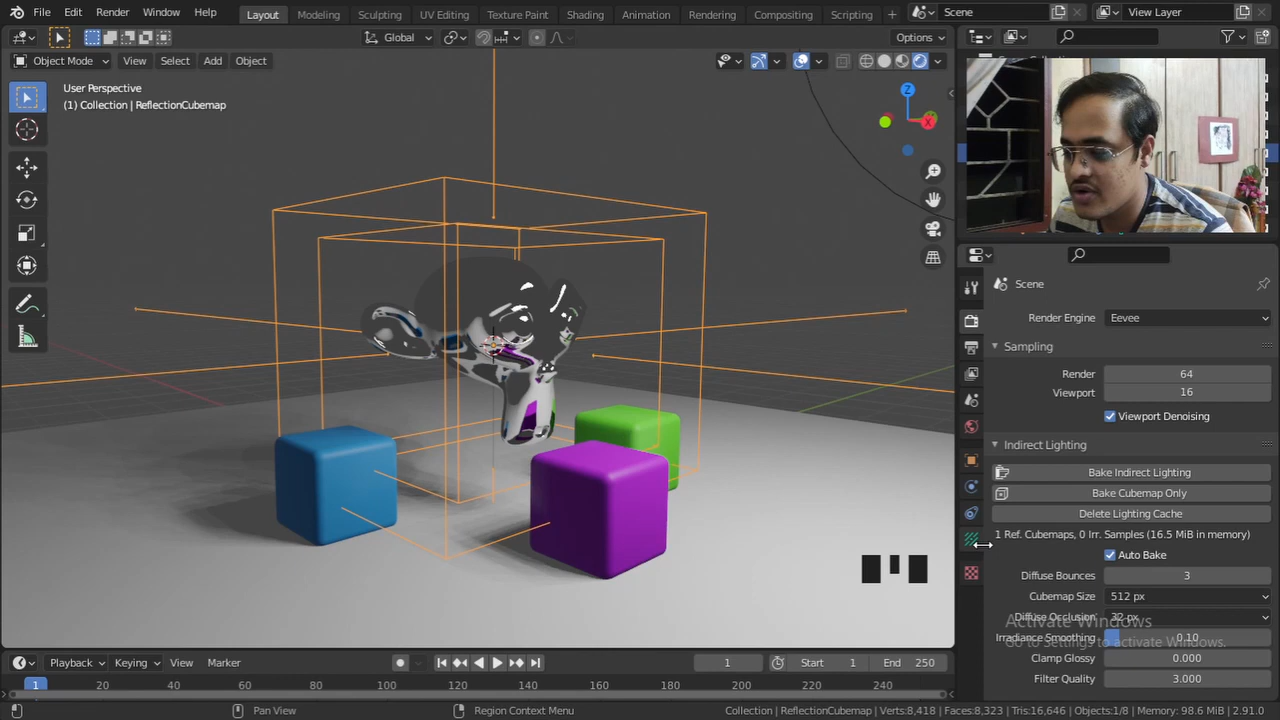 File Edit Render Window Help Layout Modeling Sculpting UV Editing Texture Paint Shading Animation Rendering Compositing Scripting + Scene View Layer
Global Options
Object Mode View Select Add Object
User Perspective
(1) Collection | ReflectionCubemap
Z
X
Scene
Render Engine Eevee
Sampling
Render 64
Viewport 16
Viewport Denoising
Indirect Lighting
Bake Indirect Lighting
Bake Cubemap Only
Delete Lighting Cache
1 Ref. Cubemaps, 0 Irr. Samples (16.5 MiB in memory)
Auto Bake
Diffuse Bounces 3
Cubemap Size 512 px
Diffuse Occlusion 32 px
Activate Windows
Irradiance Smoothing 0.10
Go to Settings to activate Windows.
Clamp Glossy 0.000
Filter Quality 3.000
Playback Keying View Marker 1 Start 1 End 250
1 20 40 60 80 100 120 140 160 180 200 220 240
Pan View Region Context Menu Collection | ReflectionCubemap | Verts:8,418 | Faces:8,323 | Tris:16,646 | Objects:1/8 | Memory: 98.6 MiB | 2.91.0